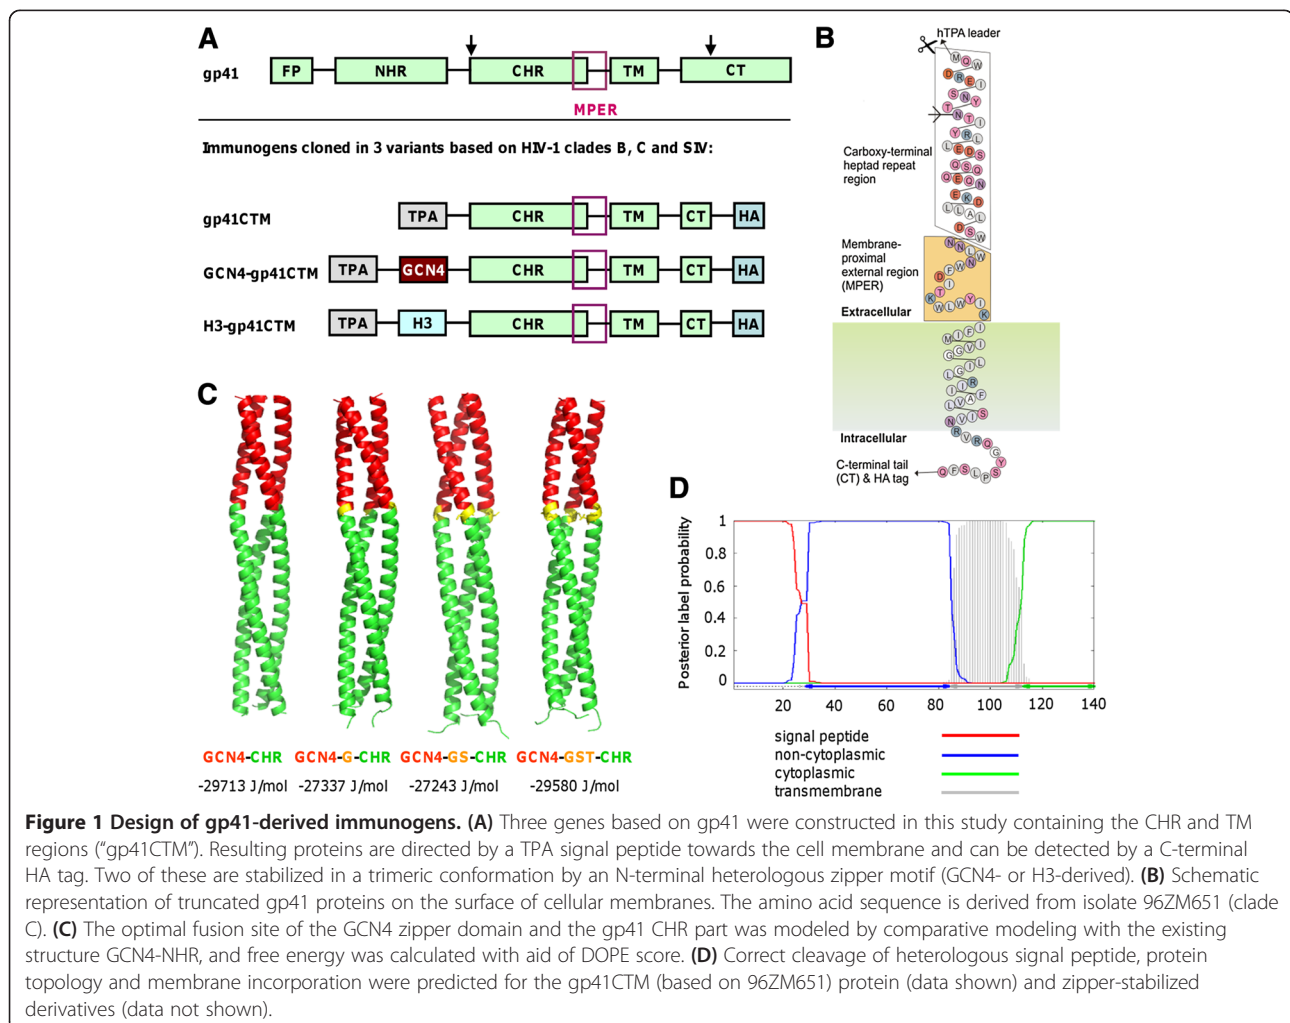 A
gp41
FP
NHR
CHR
TM
CT
MPER
Immunogens cloned in 3 variants based on HIV-1 clades B, C and SIV:
gp41CTM
TPA
CHR
TM
CT
HA
GCN4-gp41CTM
TPA
GCN4
CHR
TM
CT
HA
H3-gp41CTM
TPA
H3
CHR
TM
CT
HA
B
hTPA leader
M Q W
D R E I
S N Y
T N T I
Y R L
L E D S
Q S Q
Q E Q N
E K D
L L A L
D S W
N N L W
D F W N
T I
K W L W Y I
K
M I F I
G G V I
L G I L
I I R
L V A F
N V I S
R V R Q
G
Y
Q F S L P S
Carboxy-terminal
heptad repeat
region
Membrane-
proximal
external region
(MPER)
Extracellular
Intracellular
C-terminal tail
(CT) & HA tag
C
GCN4-CHR
GCN4-G-CHR
GCN4-GS-CHR
GCN4-GST-CHR
-29713 J/mol
-27337 J/mol
-27243 J/mol
-29580 J/mol
D
Posterior label probability
1
0.8
0.6
0.4
0.2
0
20
40
60
80
100
120
140
signal peptide
non-cytoplasmic
cytoplasmic
transmembrane
Figure 1 Design of gp41-derived immunogens. (A) Three genes based on gp41 were constructed in this study containing the CHR and TM
regions ("gp41CTM"). Resulting proteins are directed by a TPA signal peptide towards the cell membrane and can be detected by a C-terminal
HA tag. Two of these are stabilized in a trimeric conformation by an N-terminal heterologous zipper motif (GCN4- or H3-derived). (B) Schematic
representation of truncated gp41 proteins on the surface of cellular membranes. The amino acid sequence is derived from isolate 96ZM651 (clade
C). (C) The optimal fusion site of the GCN4 zipper domain and the gp41 CHR part was modeled by comparative modeling with the existing
structure GCN4-NHR, and free energy was calculated with aid of DOPE score. (D) Correct cleavage of heterologous signal peptide, protein
topology and membrane incorporation were predicted for the gp41CTM (based on 96ZM651) protein (data shown) and zipper-stabilized
derivatives (data not shown).